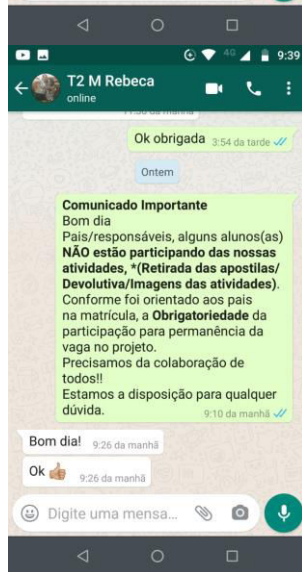 4G 9:39
T2 M Rebeca
online
Ok obrigada 3:54 da tarde
Ontem
Comunicado Importante
Bom dia
Pais/responsáveis, alguns alunos(as)
NÃO estão participando das nossas
atividades, *(Retirada das apostilas/
Devolutiva/Imagens das atividades).
Conforme foi orientado aos pais
na matrícula, a Obrigatoriedade da
participação para permanência da
vaga no projeto.
Precisamos da colaboração de
todos!!
Estamos a disposição para qualquer
dúvida. 9:10 da manhã
Bom dia! 9:26 da manhã
Ok 👍🏼 9:26 da manhã
Digite uma mensa...